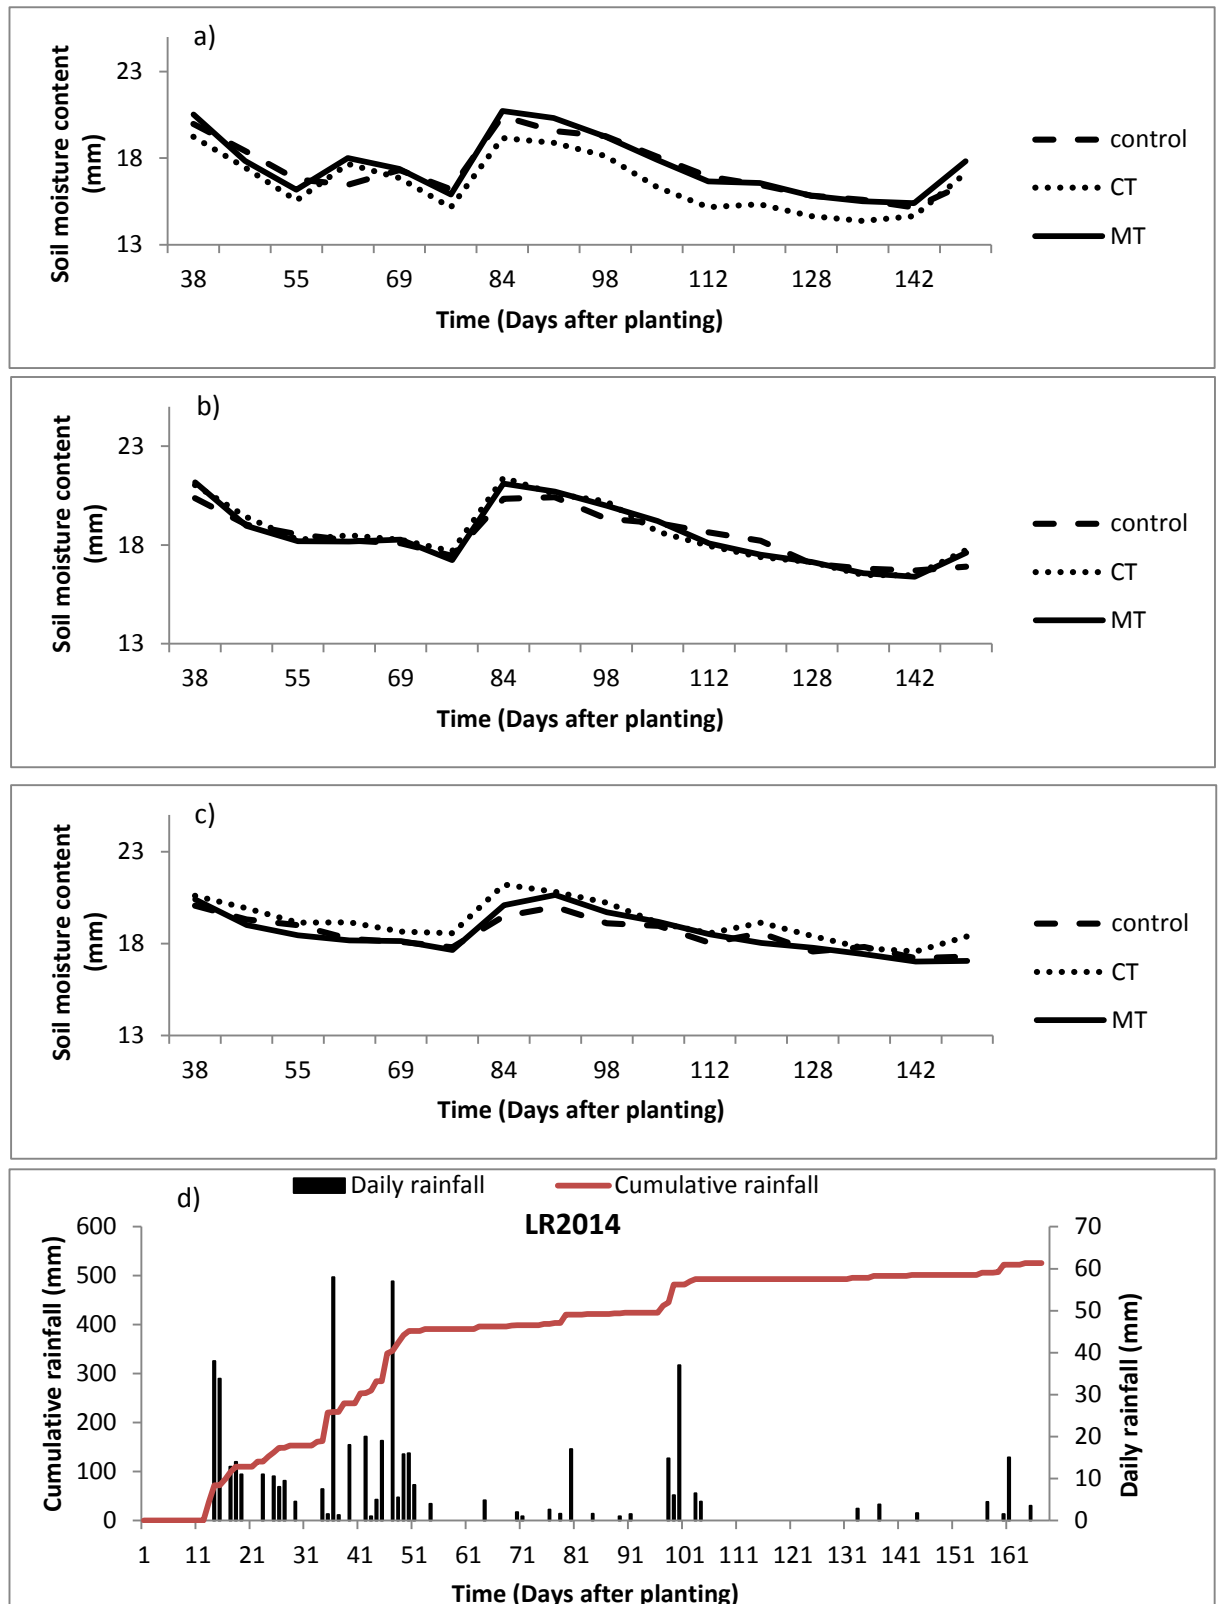 a)
Soil moisture content
(mm)
23
18
13
38 55 69 84 98 112 128 142
Time (Days after planting)
control
CT
MT
b)
Soil moisture content
(mm)
23
18
13
38 55 69 84 98 112 128 142
Time (Days after planting)
control
CT
MT
c)
Soil moisture content
(mm)
23
18
13
38 55 69 84 98 112 128 142
Time (Days after planting)
control
CT
MT
Daily rainfall Cumulative rainfall
d)
LR2014
Cumulative rainfall (mm)
600
500
400
300
200
100
0
70
60
50
40
30
20
10
0
Daily rainfall (mm)
1 11 21 31 41 51 61 71 81 91 101 111 121 131 141 151 161
Time (Days after planting)